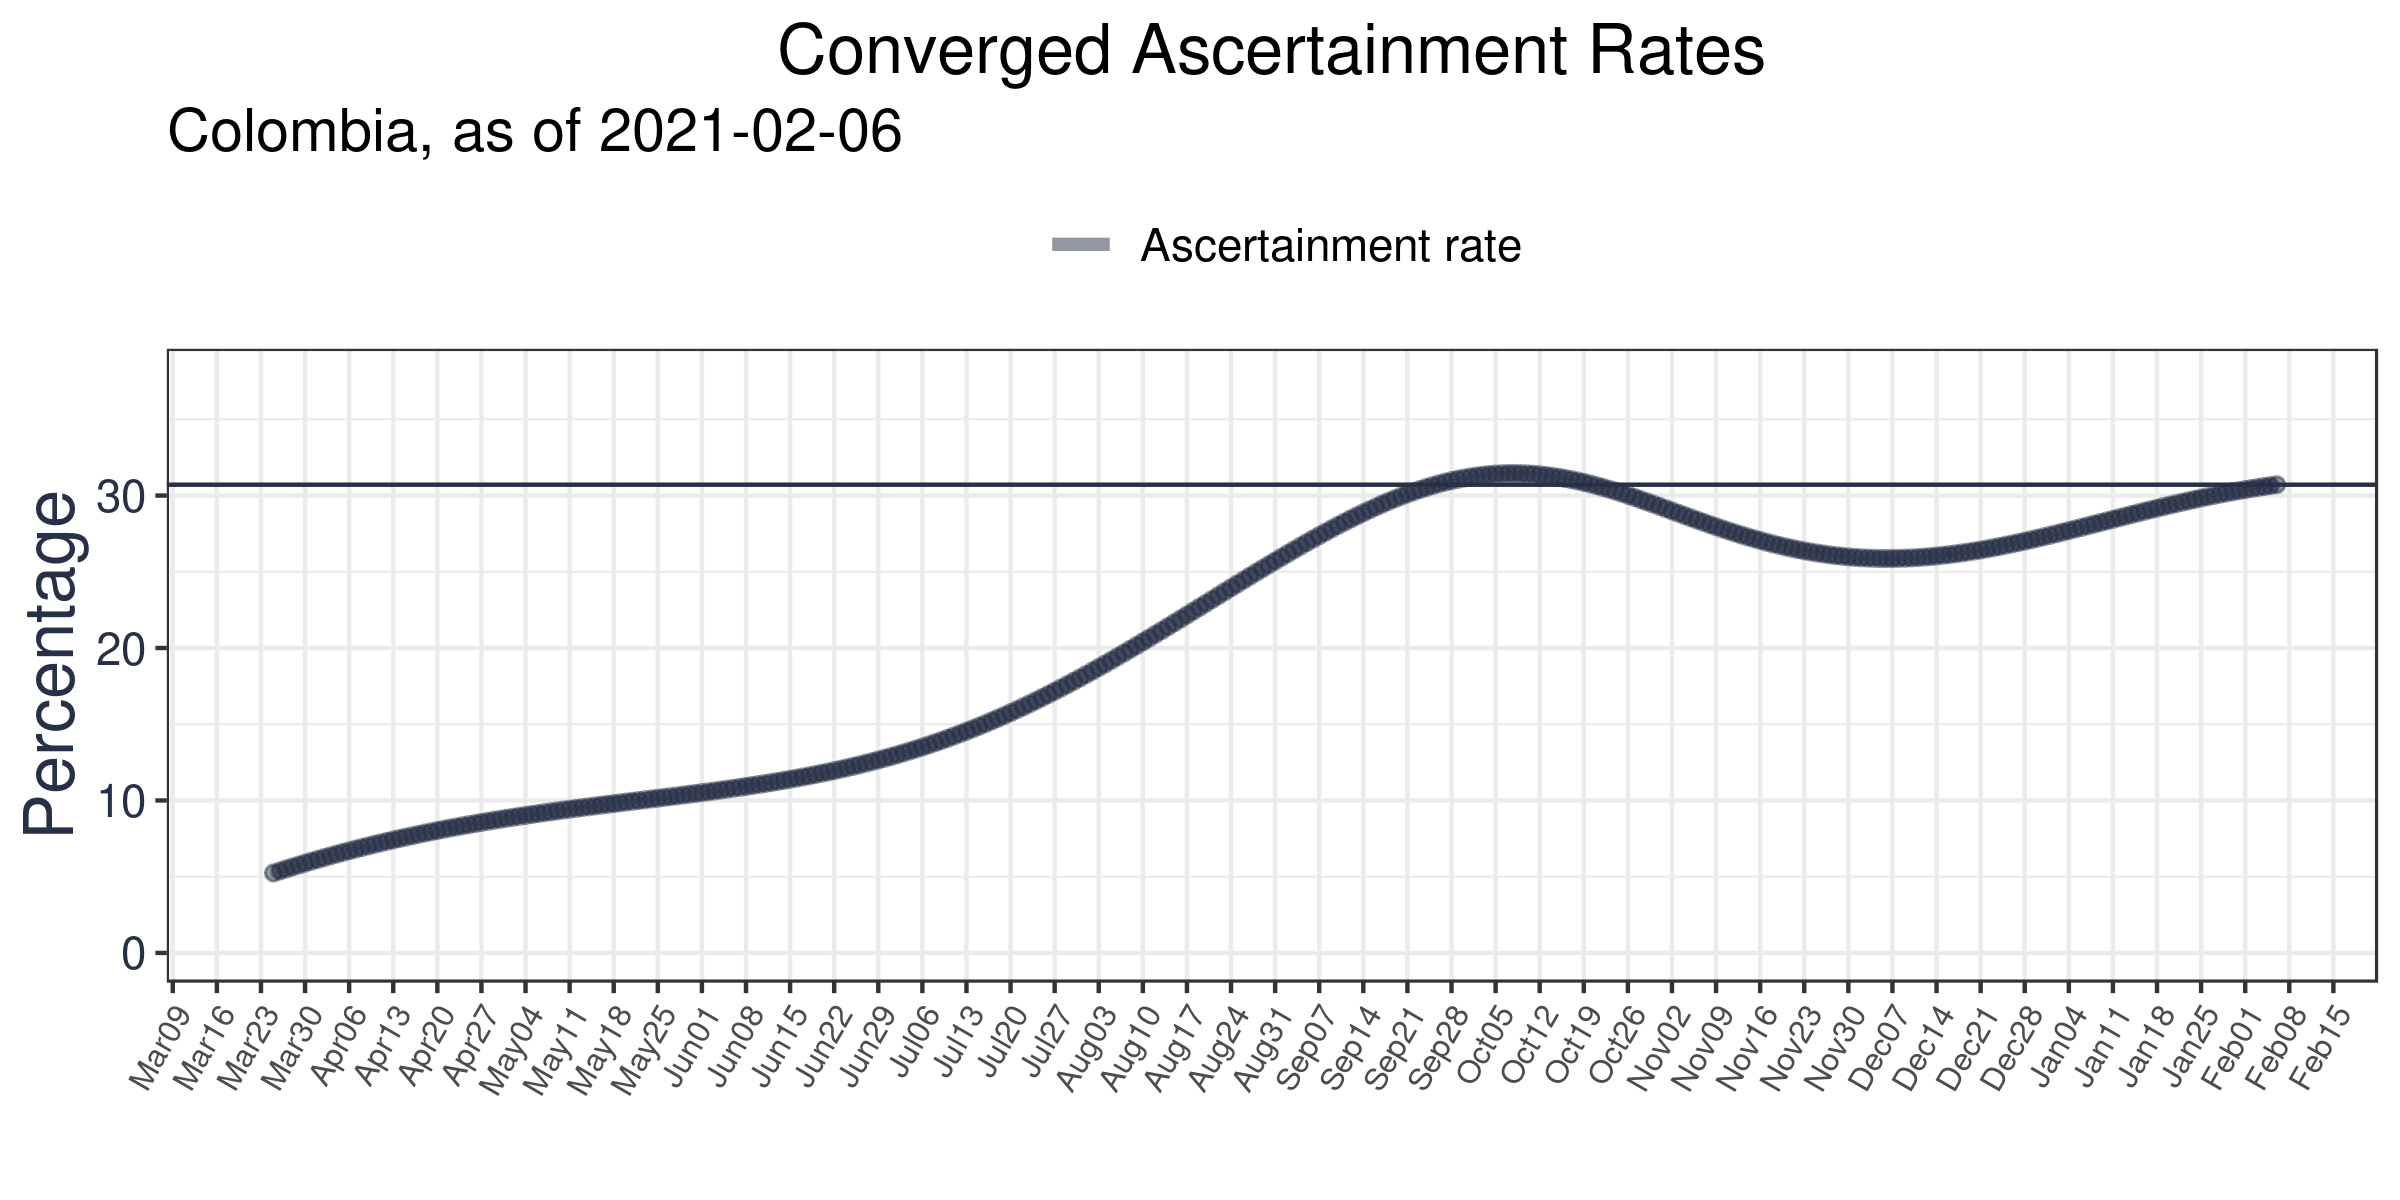 Converged Ascertainment Rates
Colombia, as of 2021-02-06
Ascertainment rate
Percentage
30
20
10
0
Mar09 Mar16 Mar23 Mar30 Apr06 Apr13 Apr20 Apr27 May04 May11 May18 May25 Jun01 Jun08 Jun15 Jun22 Jun29 Jul06 Jul13 Jul20 Jul27 Aug03 Aug10 Aug17 Aug24 Aug31 Sep07 Sep14 Sep21 Sep28 Oct05 Oct12 Oct19 Oct26 Nov02 Nov09 Nov16 Nov23 Nov30 Dec07 Dec14 Dec21 Dec28 Jan04 Jan11 Jan18 Jan25 Feb01 Feb08 Feb15